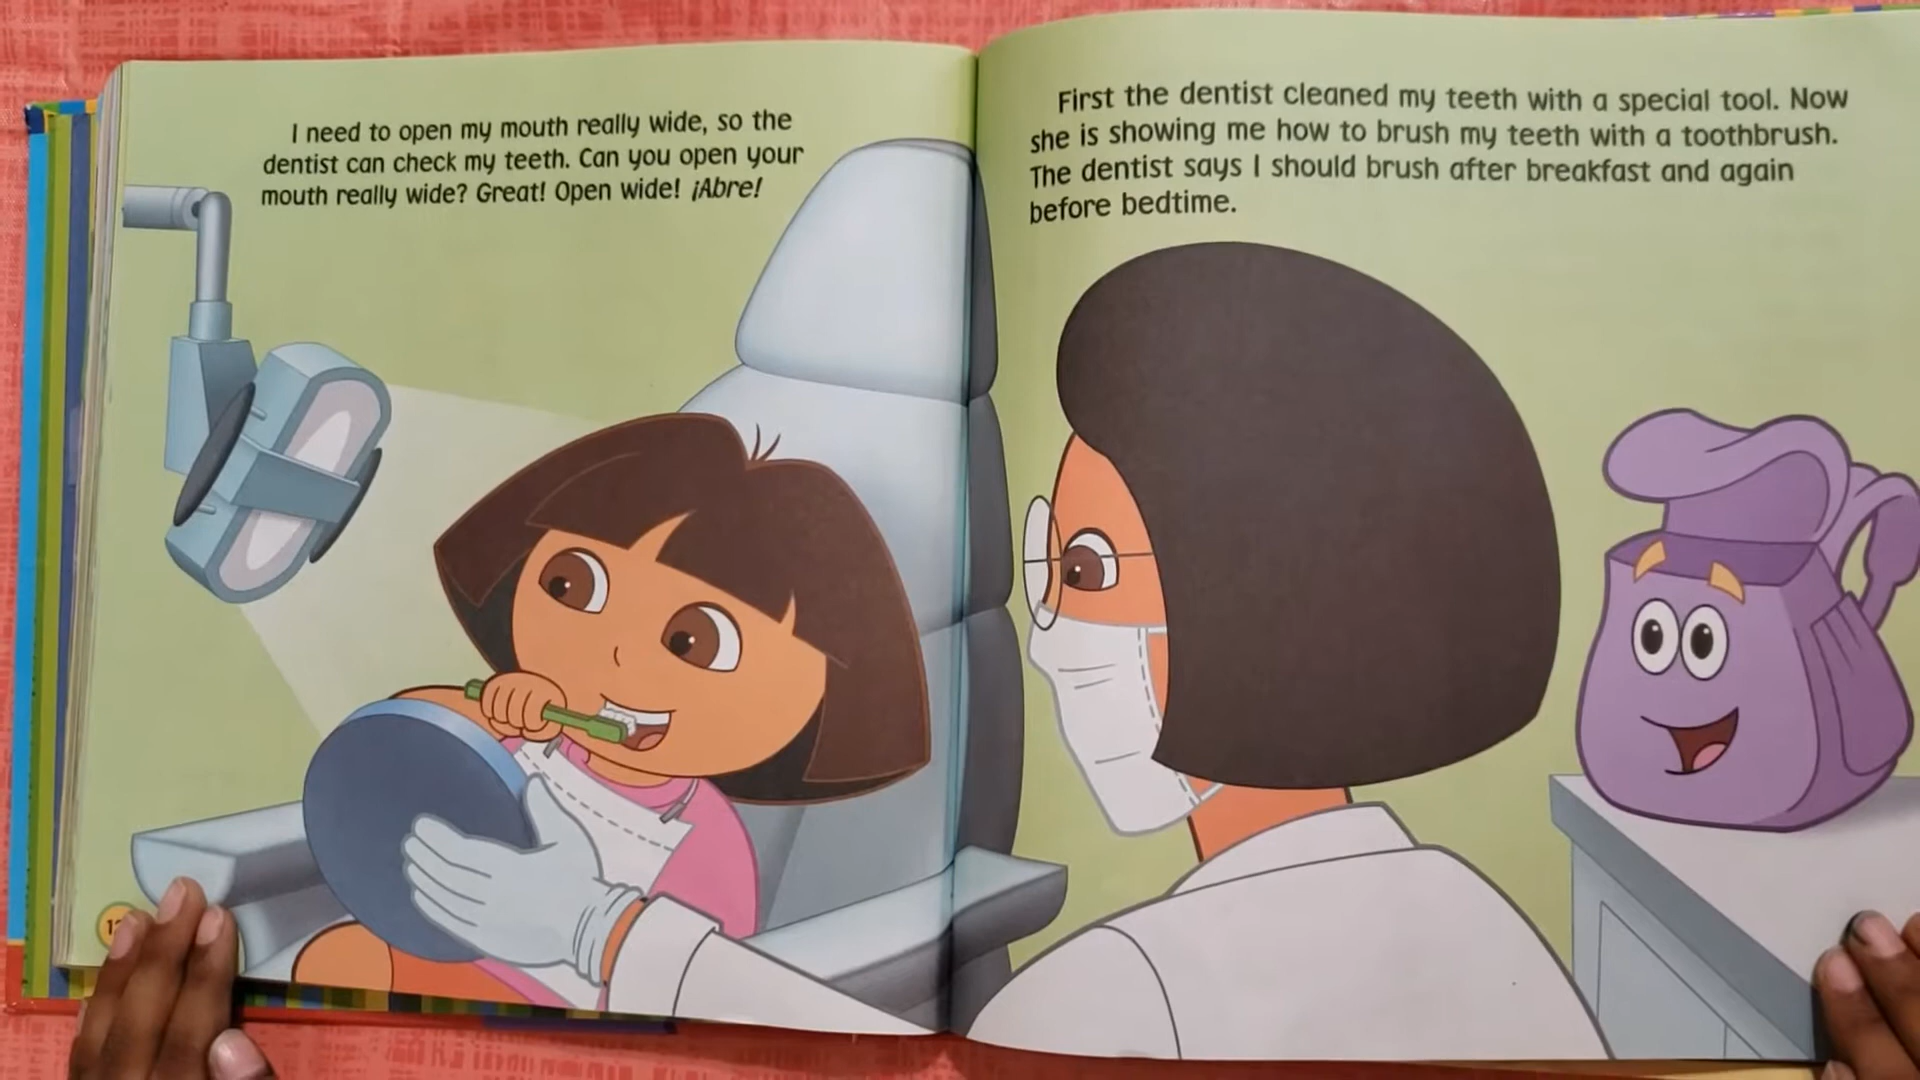 I need to open my mouth really wide, so the
dentist can check my teeth. Can you open your
mouth really wide? Great! Open wide! ¡Abre!
First the dentist cleaned my teeth with a special tool. Now
she is showing me how to brush my teeth with a toothbrush.
The dentist says I should brush after breakfast and again
before bedtime.